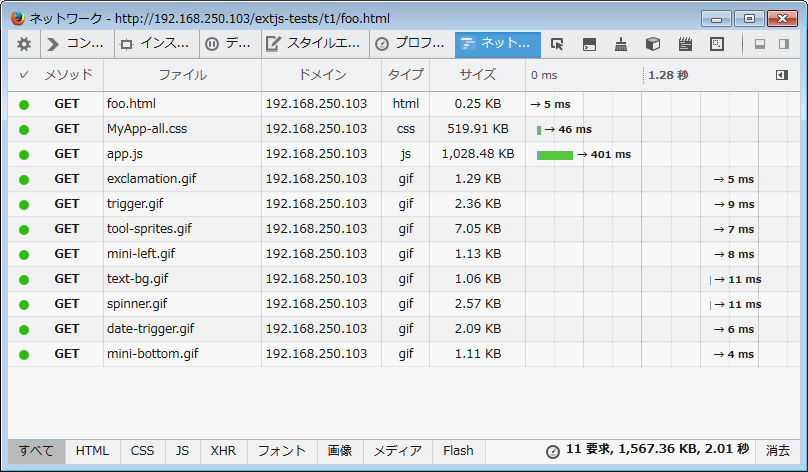 ネットワーク - http://192.168.250.103/extjs-tests/t1/foo.html
コン... インス... デ... スタイルエ... プロフ... ネット...
メソッド ファイル ドメイン タイプ サイズ 0 ms 1.28 秒
GET foo.html 192.168.250.103 html 0.25 KB → 5 ms
GET MyApp-all.css 192.168.250.103 css 519.91 KB → 46 ms
GET app.js 192.168.250.103 js 1,028.48 KB → 401 ms
GET exclamation.gif 192.168.250.103 gif 1.29 KB → 5 ms
GET trigger.gif 192.168.250.103 gif 2.36 KB → 9 ms
GET tool-sprites.gif 192.168.250.103 gif 7.05 KB → 7 ms
GET mini-left.gif 192.168.250.103 gif 1.13 KB → 8 ms
GET text-bg.gif 192.168.250.103 gif 1.06 KB → 11 ms
GET spinner.gif 192.168.250.103 gif 2.57 KB → 11 ms
GET date-trigger.gif 192.168.250.103 gif 2.09 KB → 6 ms
GET mini-bottom.gif 192.168.250.103 gif 1.11 KB → 4 ms
すべて HTML CSS JS XHR フォント 画像 メディア Flash 11 要求, 1,567.36 KB, 2.01 秒 消去